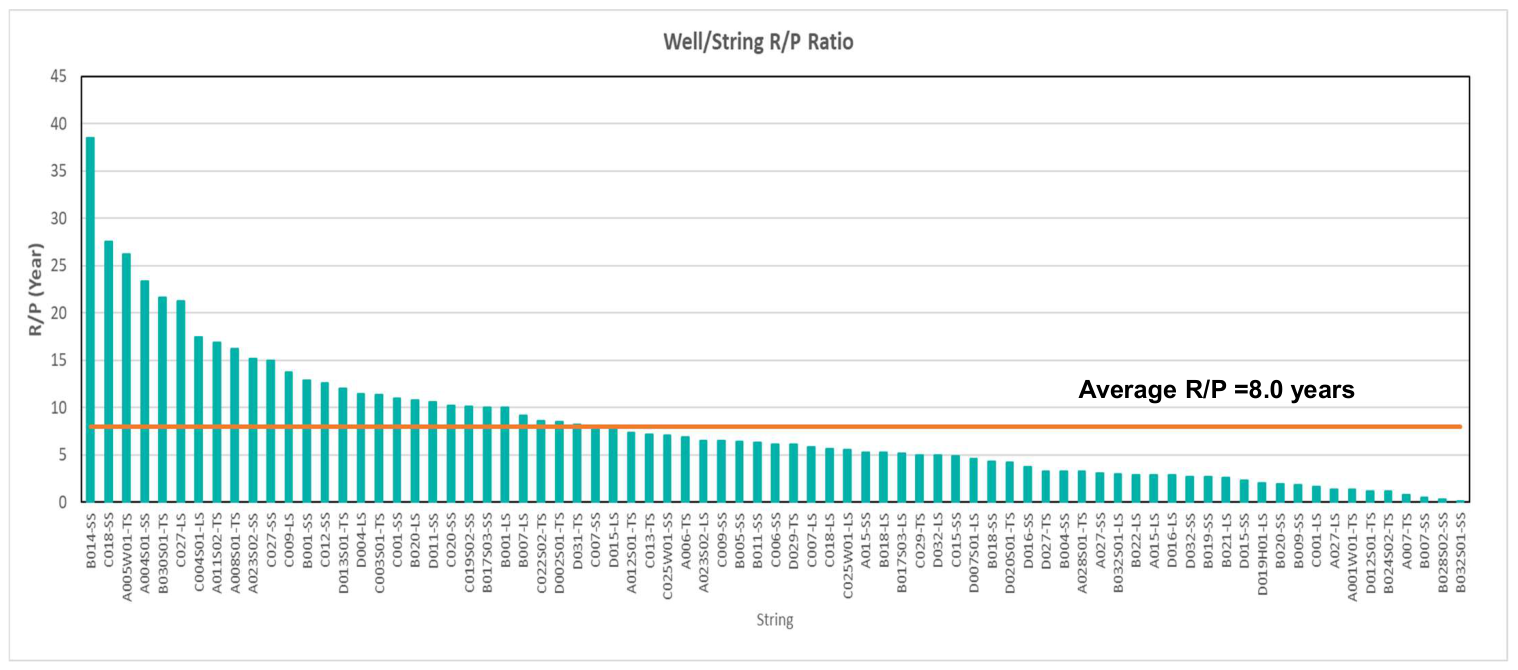 Well/String R/P Ratio
45
40
35
30
25
20
15
10
5
0
R/P (Year)
Average R/P =8.0 years
B014-SS
C018-SS
A005W01-TS
A004S01-SS
B030S01-TS
C027-LS
C004S01-LS
A011S02-TS
A008S01-TS
A023S02-SS
C027-SS
C009-LS
B001-SS
C012-SS
D013S01-TS
D004-LS
C003S01-TS
C001-SS
B020-LS
D011-SS
C020-SS
C019S02-SS
B017S03-SS
B001-LS
B007-LS
C022S02-TS
D002S01-TS
D031-TS
C007-SS
D015-LS
A012S01-TS
C013-TS
C025W01-SS
A006-TS
A023S02-LS
C009-SS
B005-SS
B011-SS
C006-SS
D029-TS
C007-LS
C018-LS
C025W01-LS
A015-SS
B018-LS
B017S03-LS
C029-TS
D032-LS
C015-SS
D007S01-LS
B018-SS
D020S01-TS
D016-SS
D027-TS
B004-SS
A028S01-TS
A027-SS
B032S01-LS
B022-LS
A015-LS
D016-LS
D032-SS
B019-SS
B021-LS
D015-SS
D019H01-LS
B020-SS
B009-SS
C001-LS
A027-LS
A001W01-TS
D012S01-TS
B024S02-TS
A007-TS
B007-SS
B028S02-SS
B032S01-SS
String